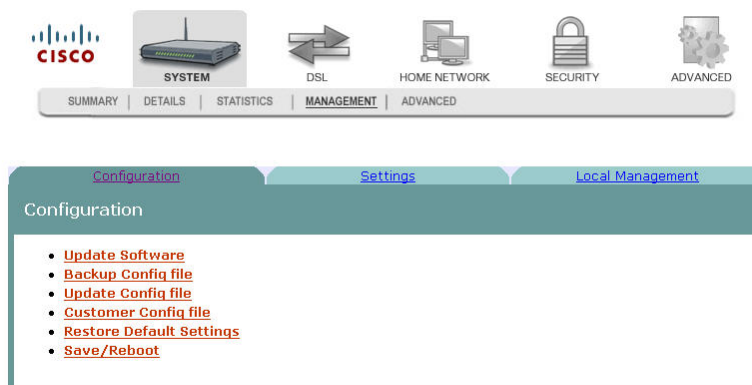 CISCO
SYSTEM DSL HOME NETWORK SECURITY ADVANCED
SUMMARY | DETAILS | STATISTICS | MANAGEMENT | ADVANCED
Configuration Settings Local Management
Configuration
• Update Software
• Backup Config file
• Update Config file
• Customer Config file
• Restore Default Settings
• Save/Reboot